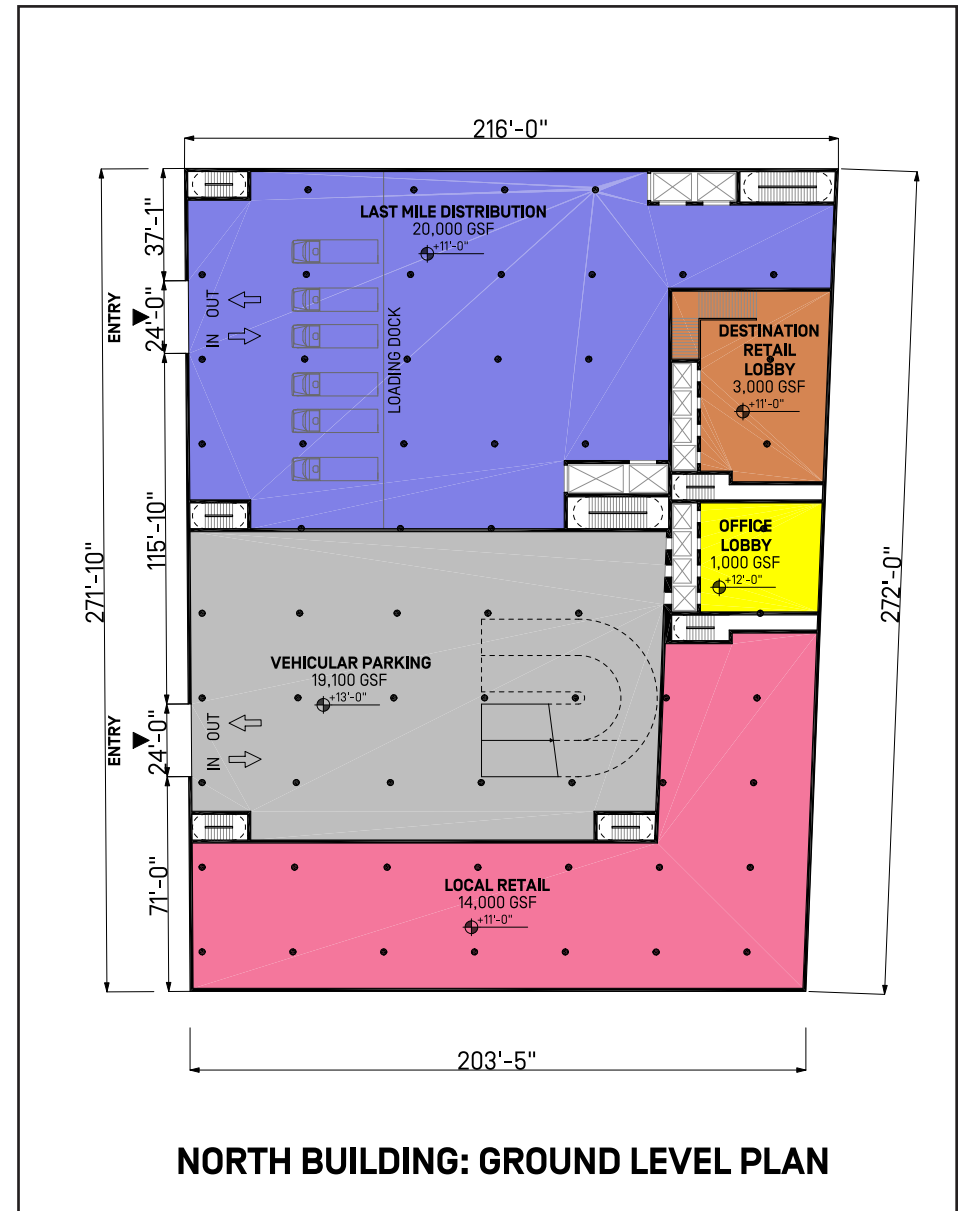 216'-0"
37'-1"
LAST MILE DISTRIBUTION
20,000 GSF
+11'-0"
ENTRY
24'-0"
OUT
IN
LOADING DOCK
DESTINATION
RETAIL
LOBBY
3,000 GSF
+11'-0"
115'-10"
271'-10"
272'-0"
OFFICE
LOBBY
1,000 GSF
+12'-0"
VEHICULAR PARKING
19,100 GSF
+13'-0"
ENTRY
24'-0"
OUT
IN
71'-0"
LOCAL RETAIL
14,000 GSF
+11'-0"
203'-5"
NORTH BUILDING: GROUND LEVEL PLAN